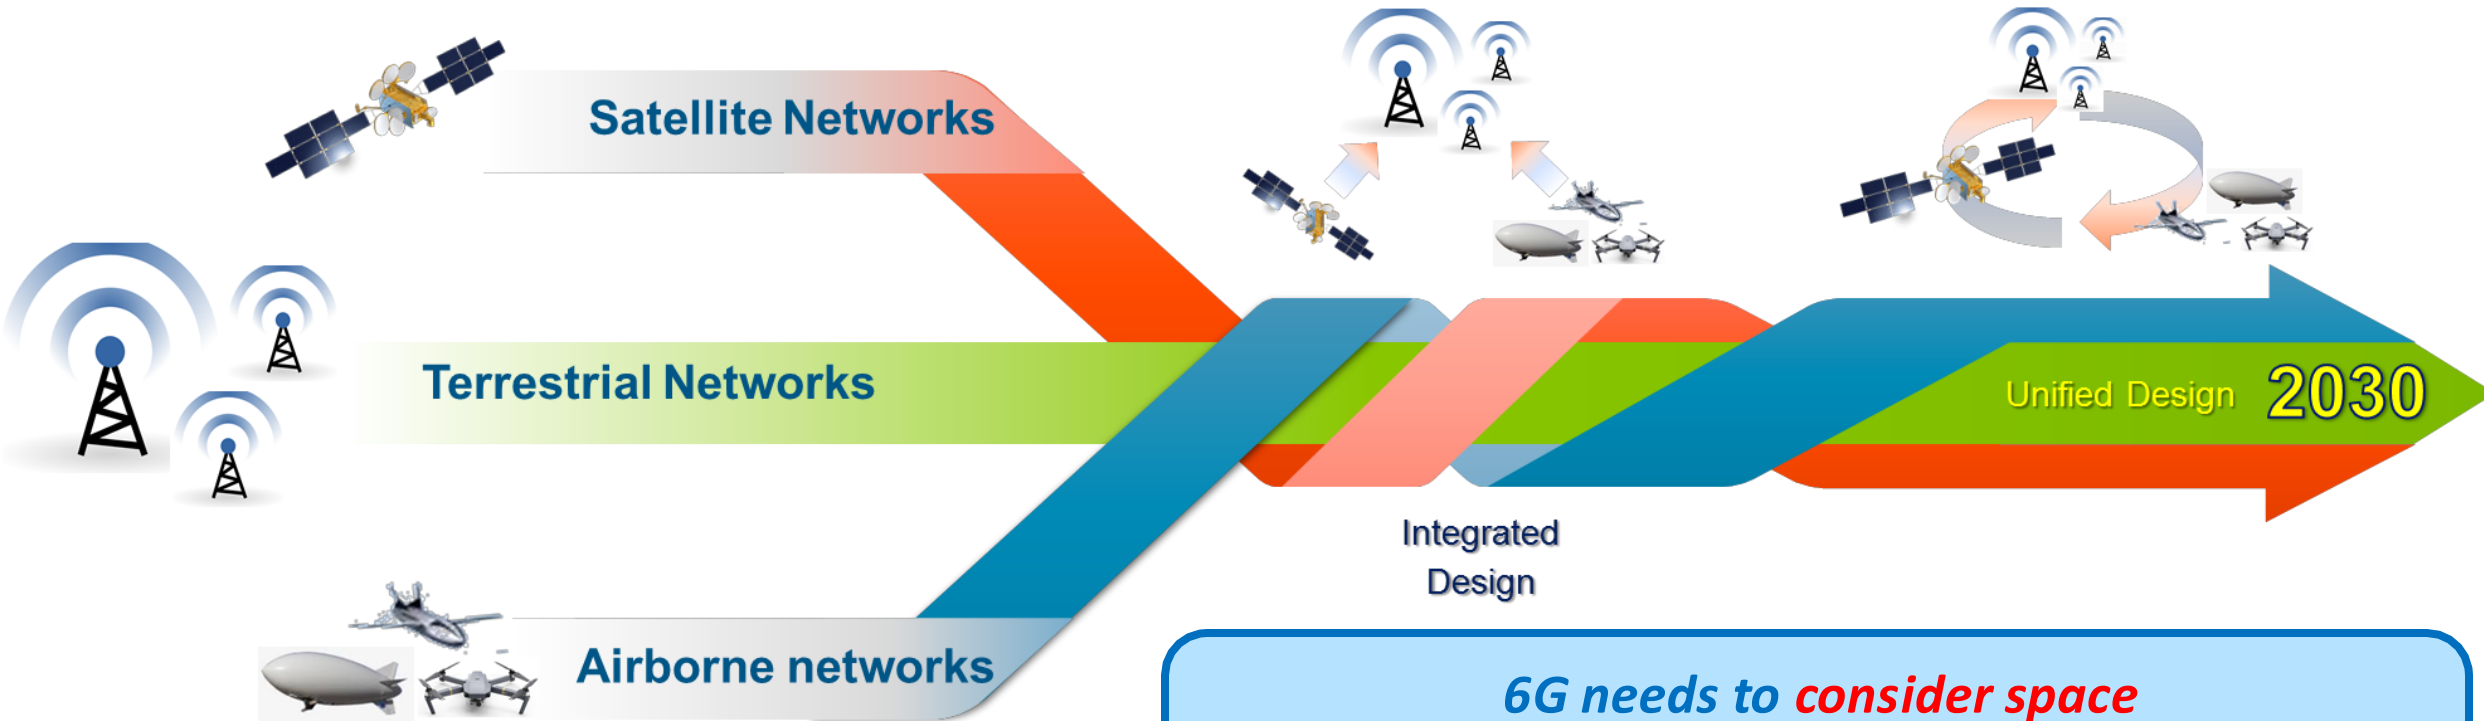 Satellite Networks
Terrestrial Networks
Unified Design 2030
Integrated
Design
Airborne networks
6G needs to consider space